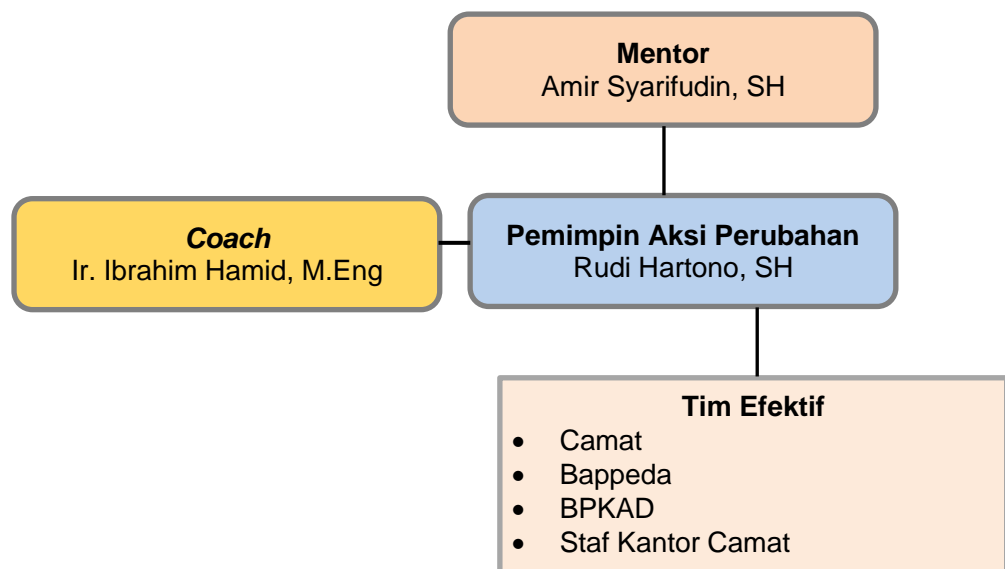 Mentor
Amir Syarifudin, SH
Coach
Ir. Ibrahim Hamid, M.Eng
Pemimpin Aksi Perubahan
Rudi Hartono, SH
Tim Efektif
• Camat
• Bappeda
• BPKAD
• Staf Kantor Camat